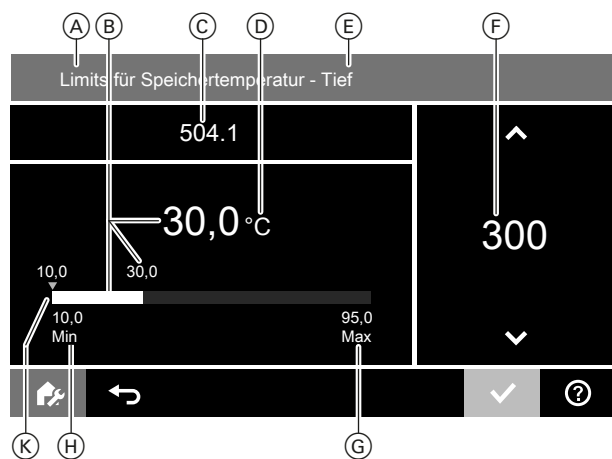 A B C D E F
Limits für Speichertemperatur - Tief
504.1
30,0 °C
300
10,0 30,0
10,0 95,0
Min Max
K H G